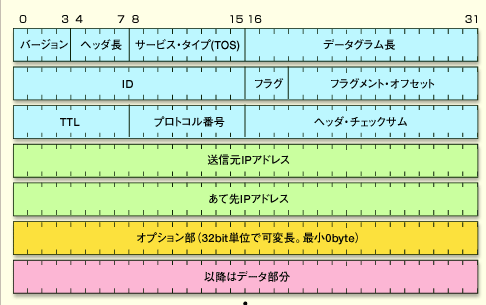 0 3 4 7 8 15 16 31
バージョン ヘッダ長 サービス・タイプ(TOS) データグラム長
ID フラグ フラグメント・オフセット
TTL プロトコル番号 ヘッダ・チェックサム
送信元IPアドレス
あて先IPアドレス
オプション部(32bit単位で可変長。最小0byte)
以降はデータ部分